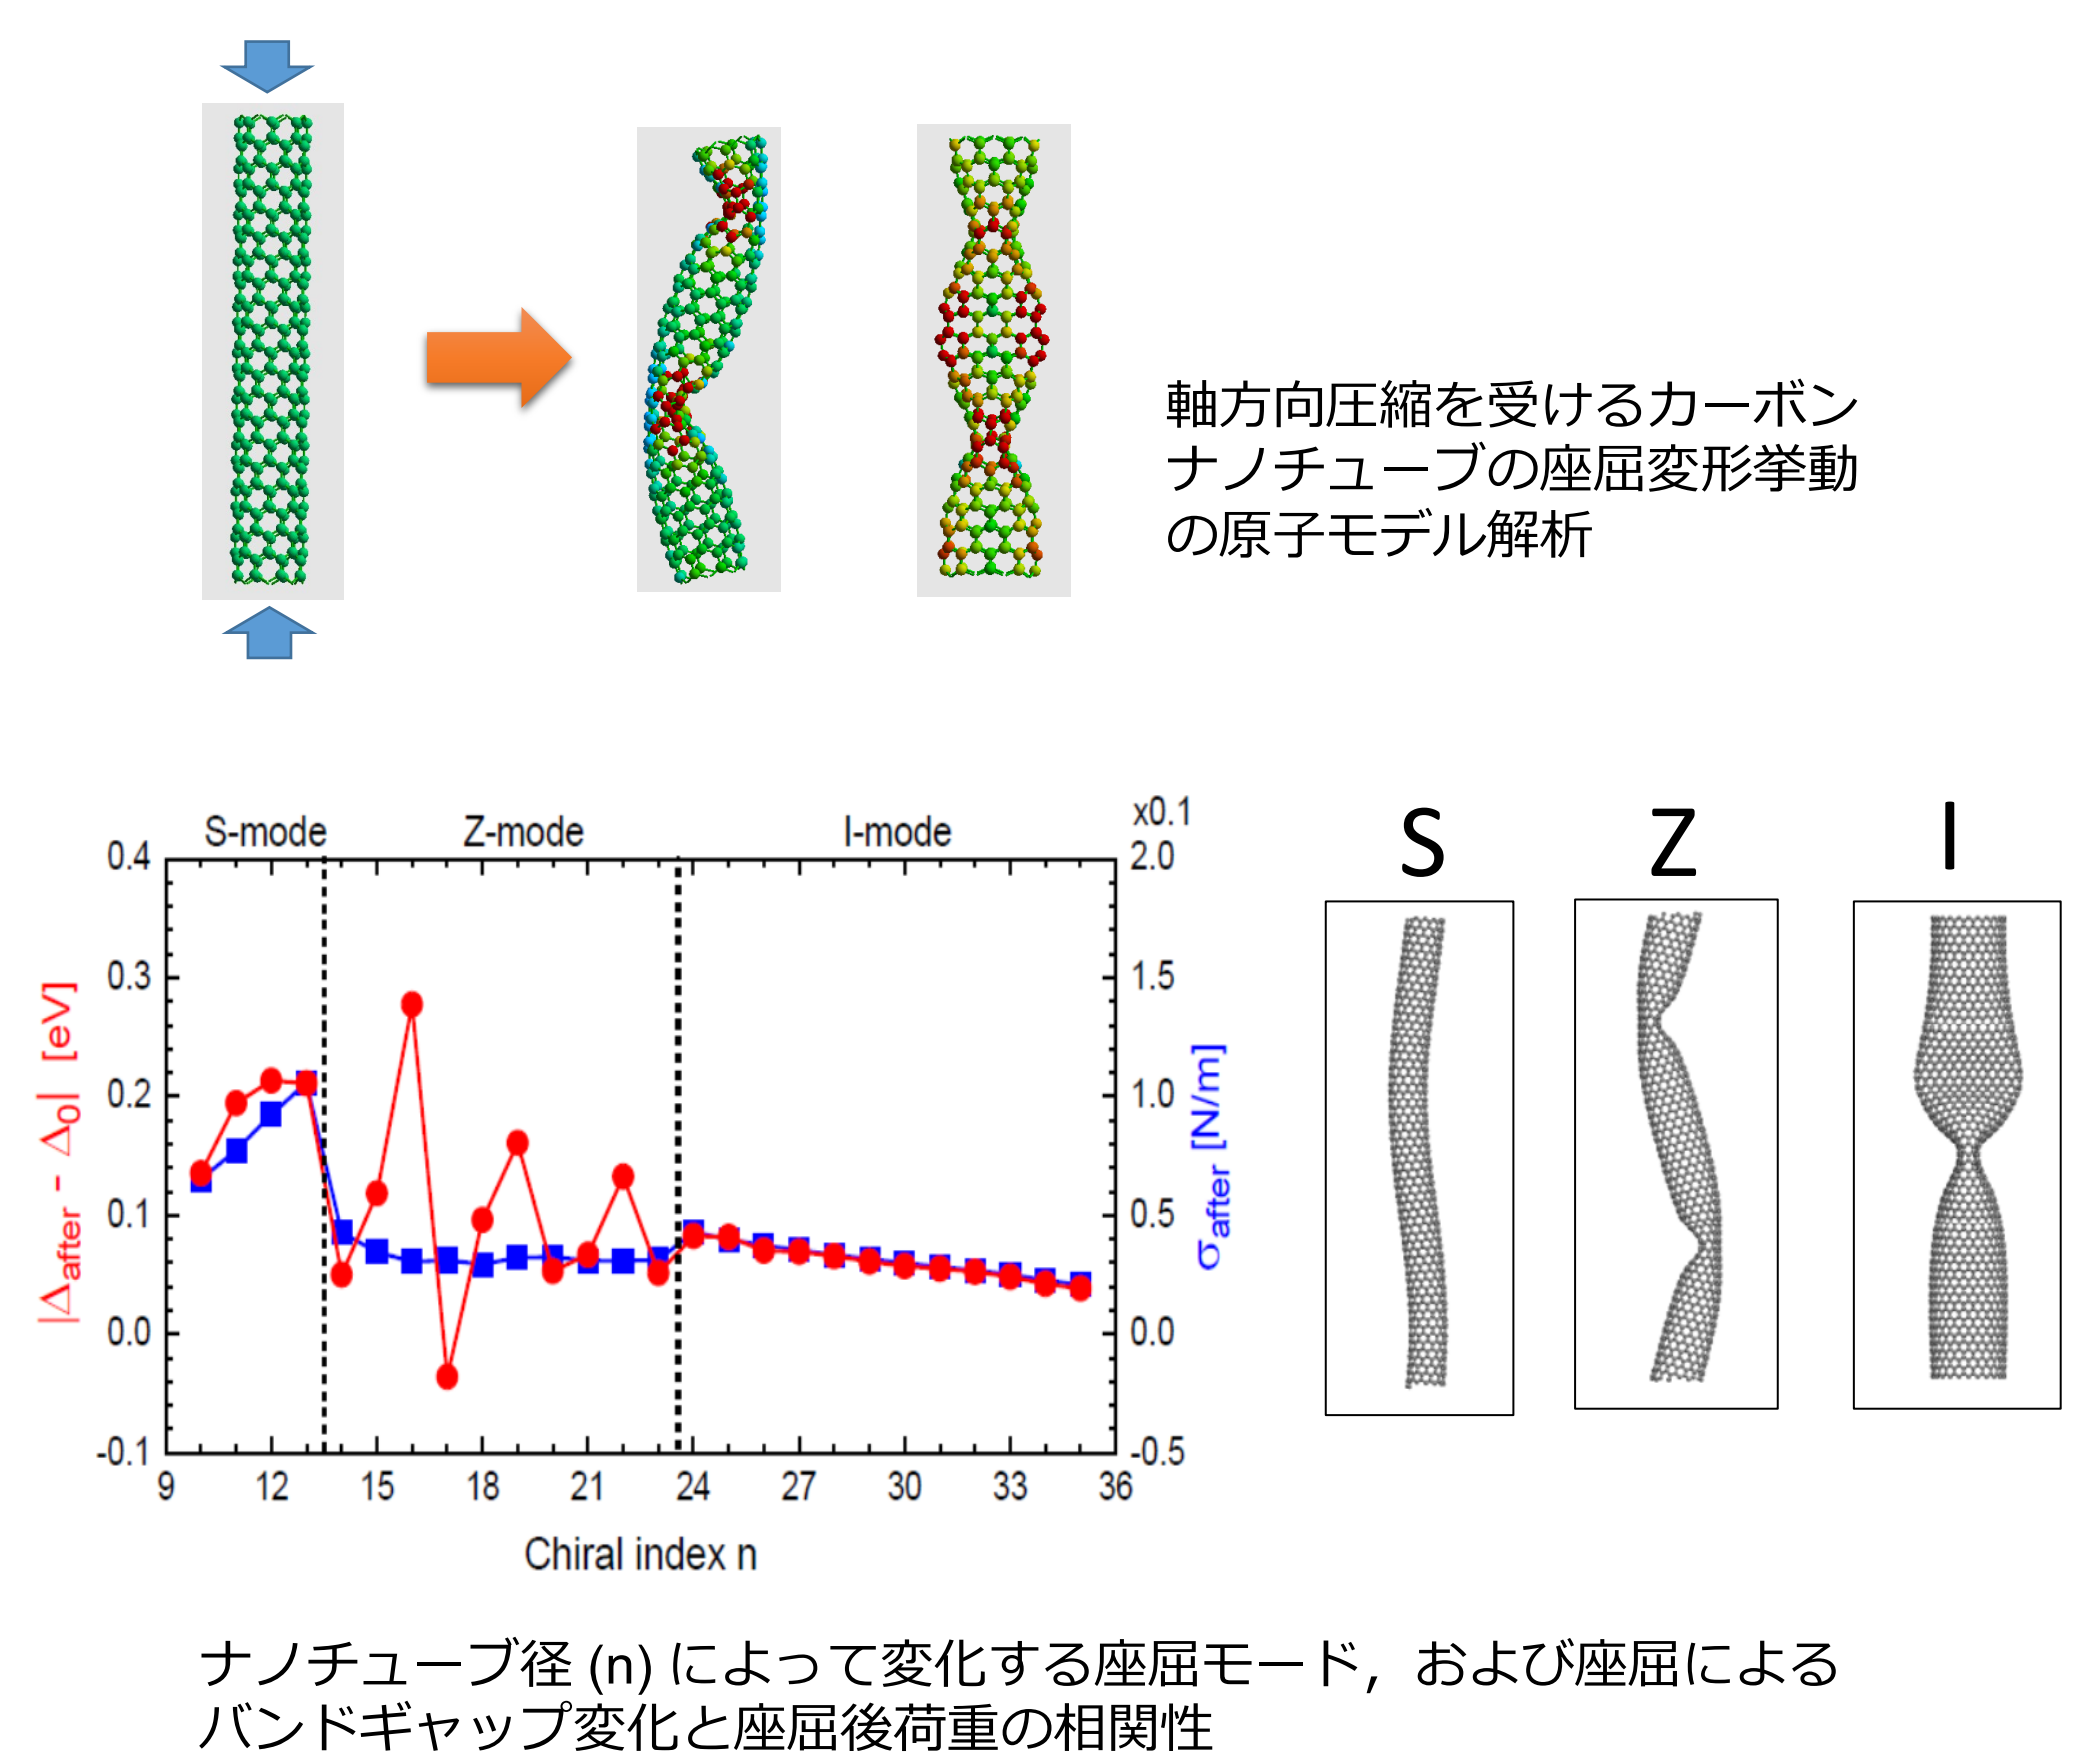 軸方向圧縮を受けるカーボン
ナノチューブの座屈変形挙動
の原子モデル解析
S-mode
Z-mode
I-mode
x0.1
0.4
0.3
0.2
0.1
0.0
-0.1
2.0
1.5
1.0
0.5
0.0
-0.5
|Δafter − Δ0| [eV]
σafter [N/m]
9 12 15 18 21 24 27 30 33 36
Chiral index n
S
Z
I
ナノチューブ径 (n) によって変化する座屈モード，および座屈による
バンドギャップ変化と座屈後荷重の相関性